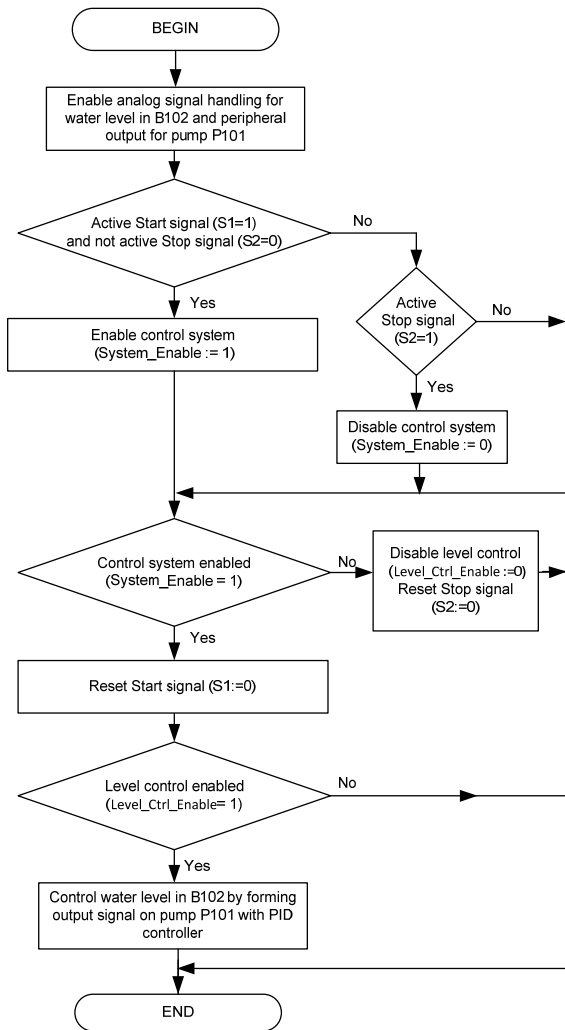 BEGIN
Enable analog signal handling for
water level in B102 and peripheral
output for pump P101
Active Start signal (S1=1)
and not active Stop signal (S2=0)
No
Yes
Active
Stop signal
(S2=1)
No
Yes
Enable control system
(System_Enable := 1)
Disable control system
(System_Enable := 0)
Control system enabled
(System_Enable = 1)
No
Yes
Disable level control
(Level_Ctrl_Enable :=0)
Reset Stop signal
(S2:=0)
Reset Start signal (S1:=0)
Level control enabled
(Level_Ctrl_Enable= 1)
No
Yes
Control water level in B102 by forming
output signal on pump P101 with PID
controller
END